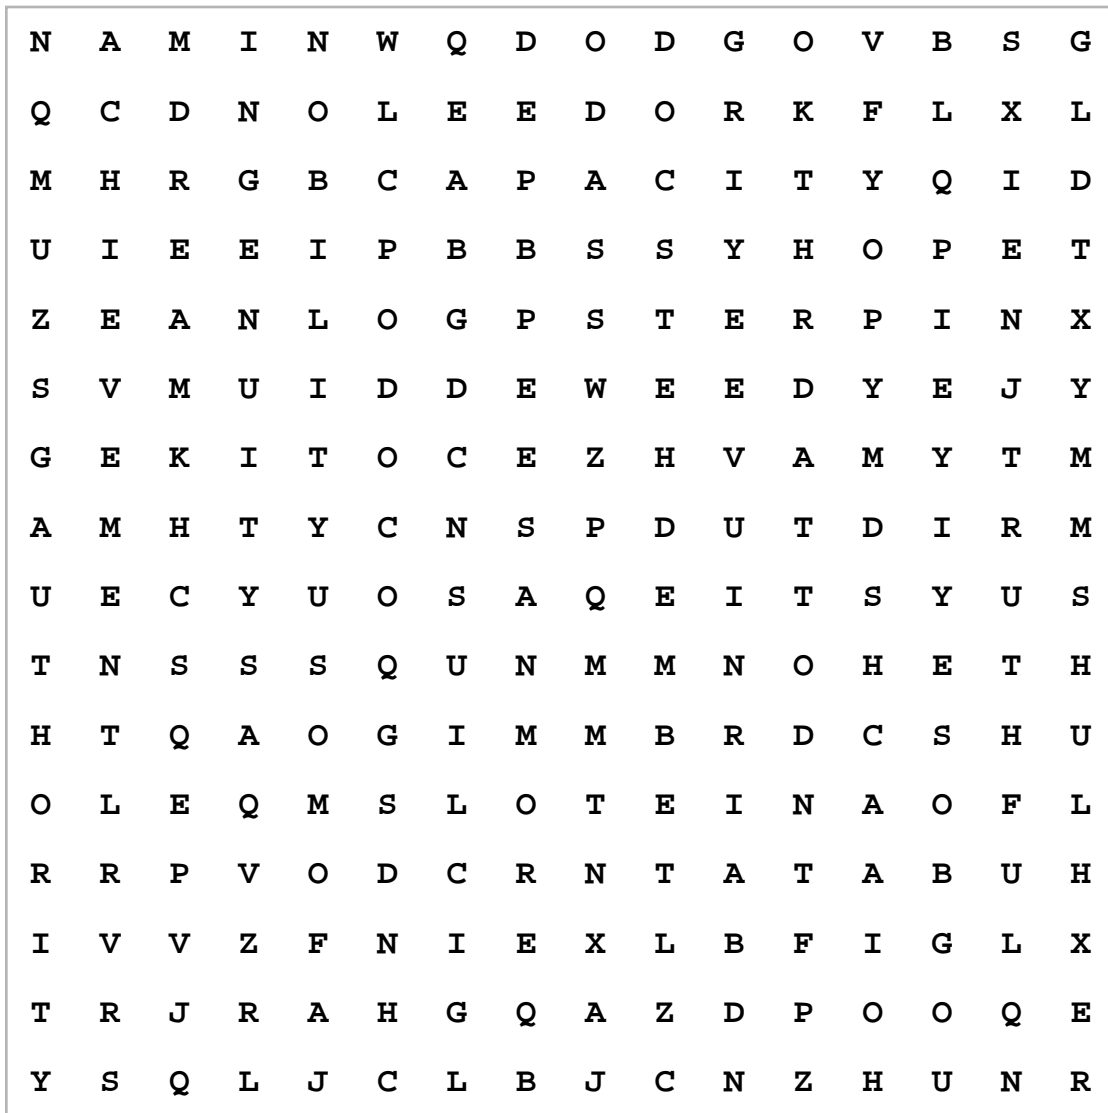 N A M I N W Q D O D G O V B S G
Q C D N O L E E D O R K F L X L
M H R G B C A P A C I T Y Q I D
U I E E I P B B S S Y H O P E T
Z E A N L O G P S T E R P I N X
S V M U I D D E W E E D Y E J Y
G E K I T O C E Z H V A M Y T M
A M H T Y C N S P D U T D I R M
U E C Y U O S A Q E I T S Y U S
T N S S S Q U N M M N O H E T H
H T Q A O G I M M B R D C S H U
O L E Q M S L O T E I N A O F L
R R P V O D C R N T A T A B U H
I V V Z F N I E X L B F I G L X
T R J R A H G Q A Z D P O O Q E
Y S Q L J C L B J C N Z H U N R